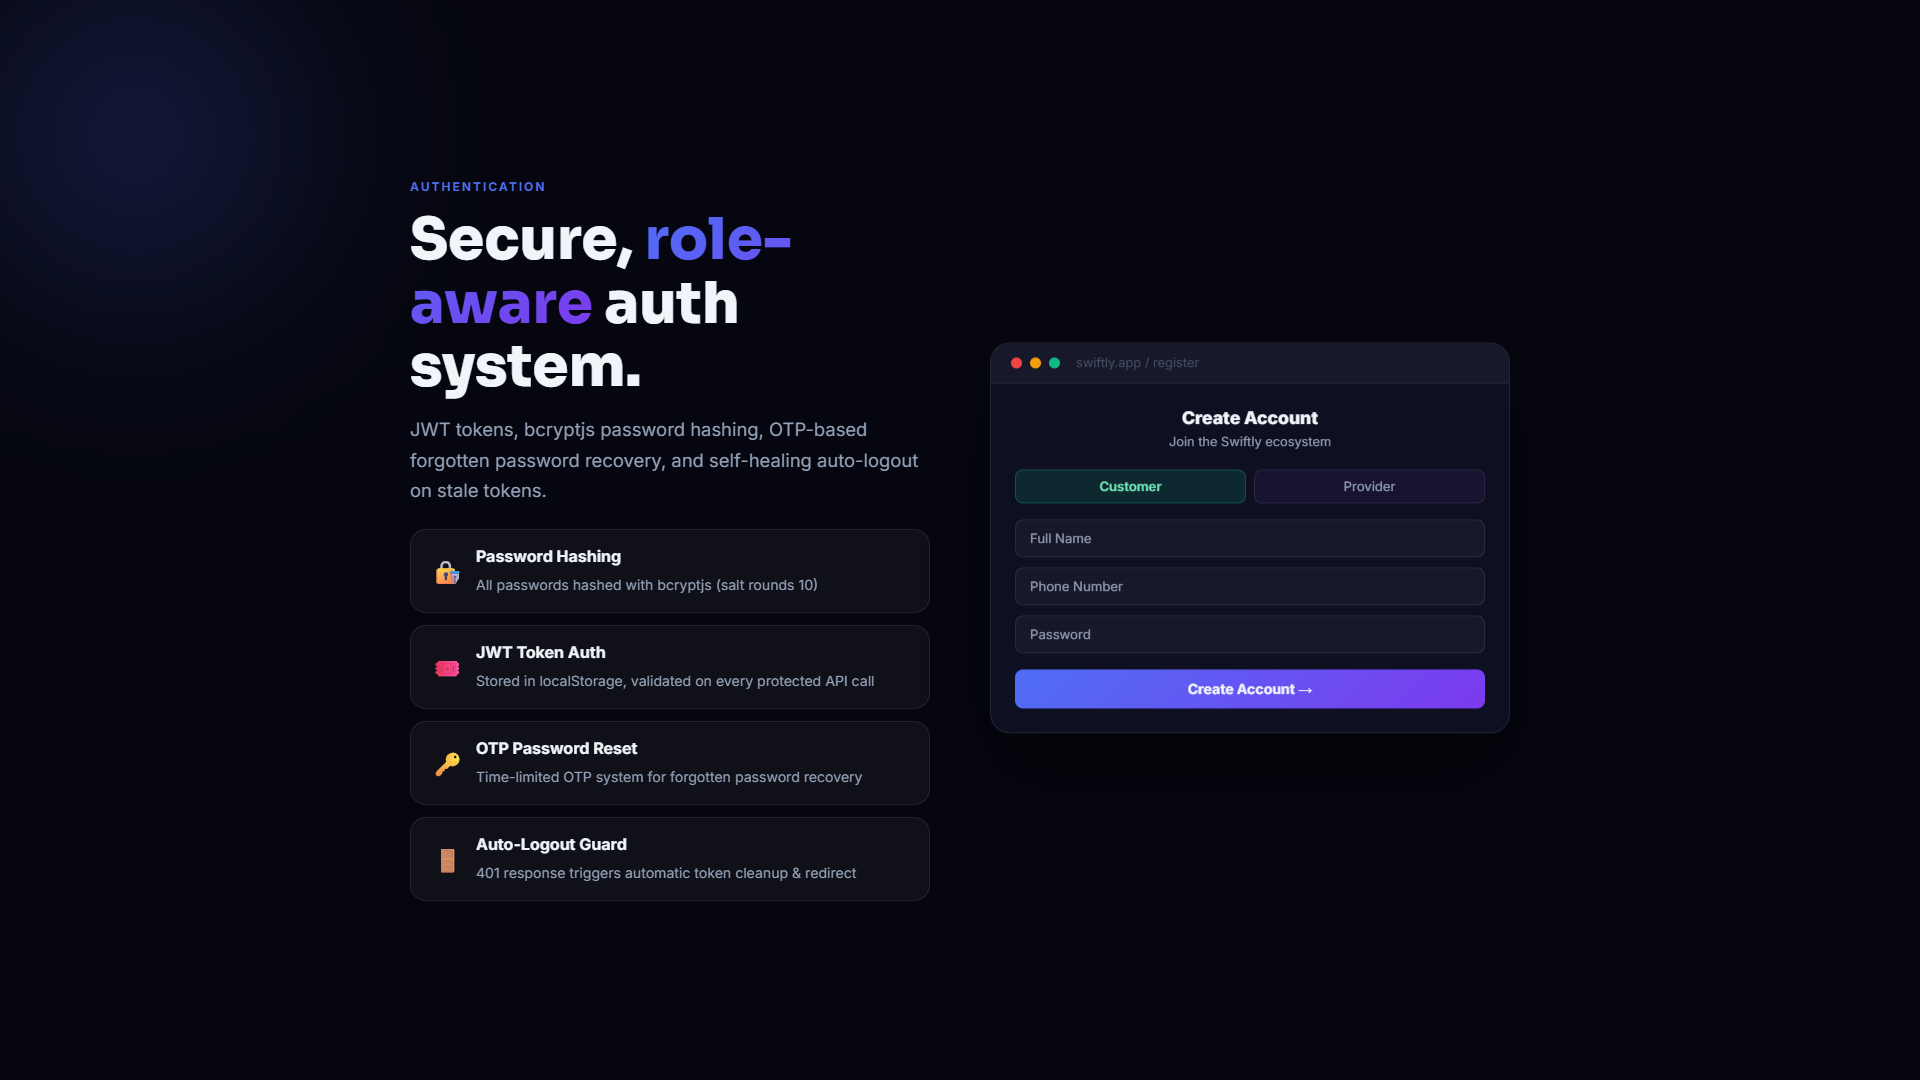 AUTHENTICATION
Secure, role-
aware auth
system.
JWT tokens, bcryptjs password hashing, OTP-based
forgotten password recovery, and self-healing auto-logout
on stale tokens.
Password Hashing
All passwords hashed with bcryptjs (salt rounds 10)
JWT Token Auth
Stored in localStorage, validated on every protected API call
OTP Password Reset
Time-limited OTP system for forgotten password recovery
Auto-Logout Guard
401 response triggers automatic token cleanup & redirect
swiftly.app / register
Create Account
Join the Swiftly ecosystem
Customer
Provider
Full Name
Phone Number
Password
Create Account →